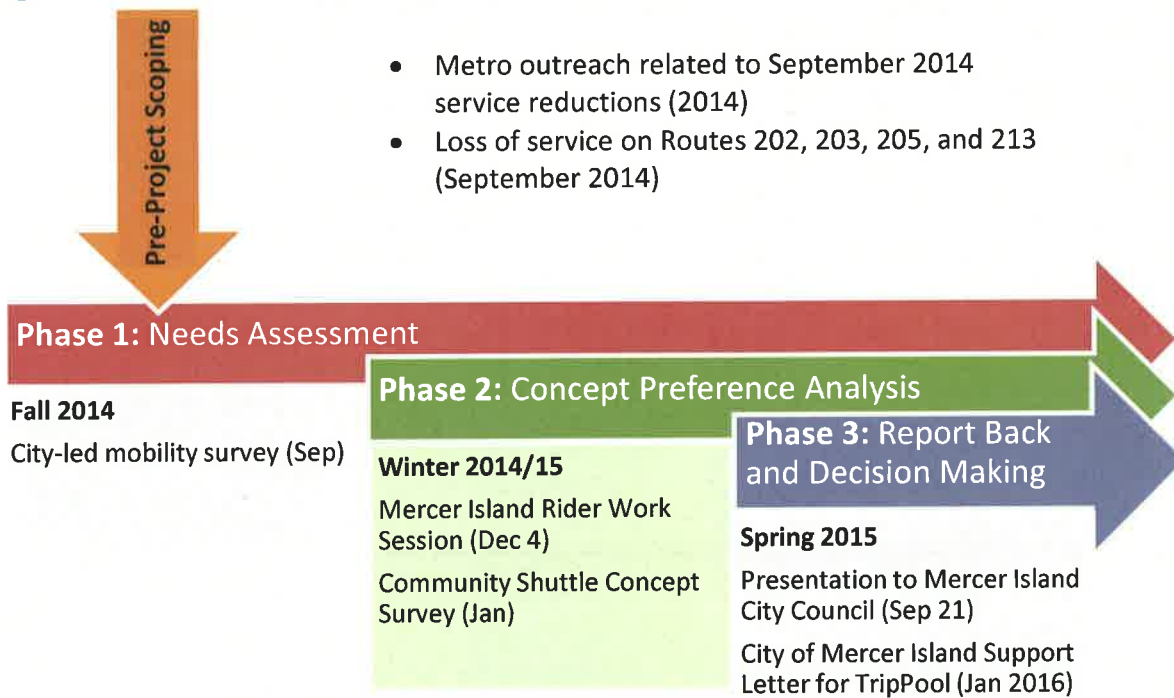 Pre-Project Scoping
• Metro outreach related to September 2014
service reductions (2014)
• Loss of service on Routes 202, 203, 205, and 213
(September 2014)
Phase 1: Needs Assessment
Fall 2014
City-led mobility survey (Sep)
Phase 2: Concept Preference Analysis
Winter 2014/15
Mercer Island Rider Work
Session (Dec 4)
Community Shuttle Concept
Survey (Jan)
Phase 3: Report Back
and Decision Making
Spring 2015
Presentation to Mercer Island
City Council (Sep 21)
City of Mercer Island Support
Letter for TripPool (Jan 2016)